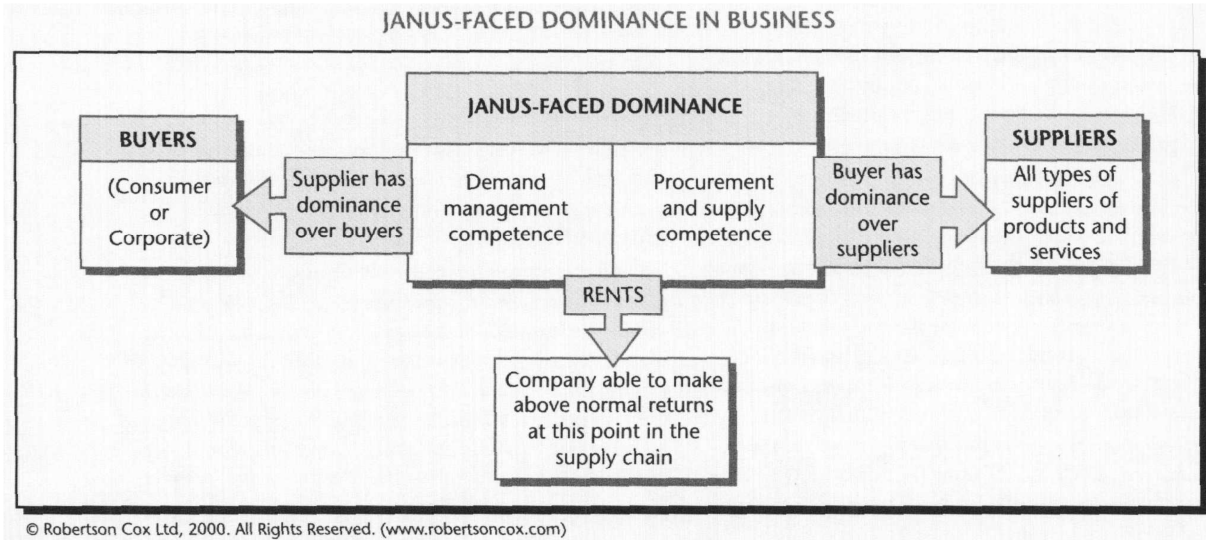 JANUS-FACED DOMINANCE IN BUSINESS
JANUS-FACED DOMINANCE
BUYERS
(Consumer
or
Corporate)
Supplier has
dominance
over buyers
Demand
management
competence
Procurement
and supply
competence
Buyer has
dominance
over
suppliers
SUPPLIERS
All types of
suppliers of
products and
services
RENTS
Company able to make
above normal returns
at this point in the
supply chain
© Robertson Cox Ltd, 2000. All Rights Reserved. (www.robertsoncox.com)